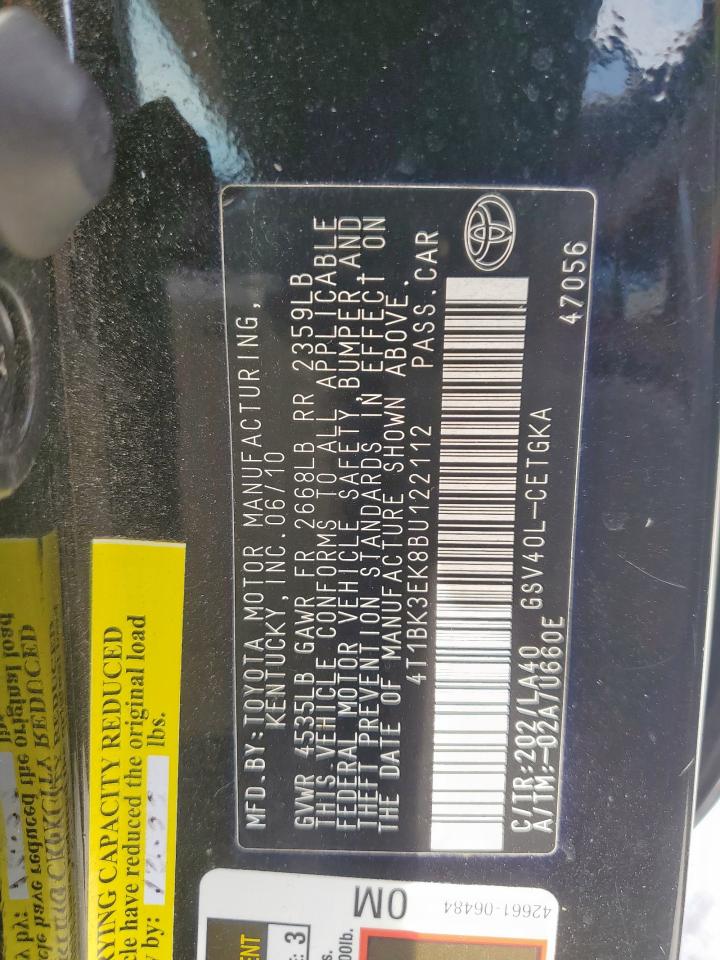 MFD.BY:TOYOTA MOTOR MANUFACTURING,
KENTUCKY,INC.06/10
GVWR 4535LB GAWR FR 2668LB RR 2359LB
THIS VEHICLE CONFORMS TO ALL APPLICABLE
FEDERAL MOTOR VEHICLE SAFETY,BUMPER AND
THEFT PREVENTION STANDARDS IN EFFECT ON
THE DATE OF MANUFACTURE SHOWN ABOVE.
4T1BK3EK8BU122112 PASS.CAR
C/TR:202/LA40 GSV40L-CETGKA
A/TM:-02A/U660E 47056
CAPACITY REDUCED
have reduced the original load
by: lbs.
OM
42661-06484
3